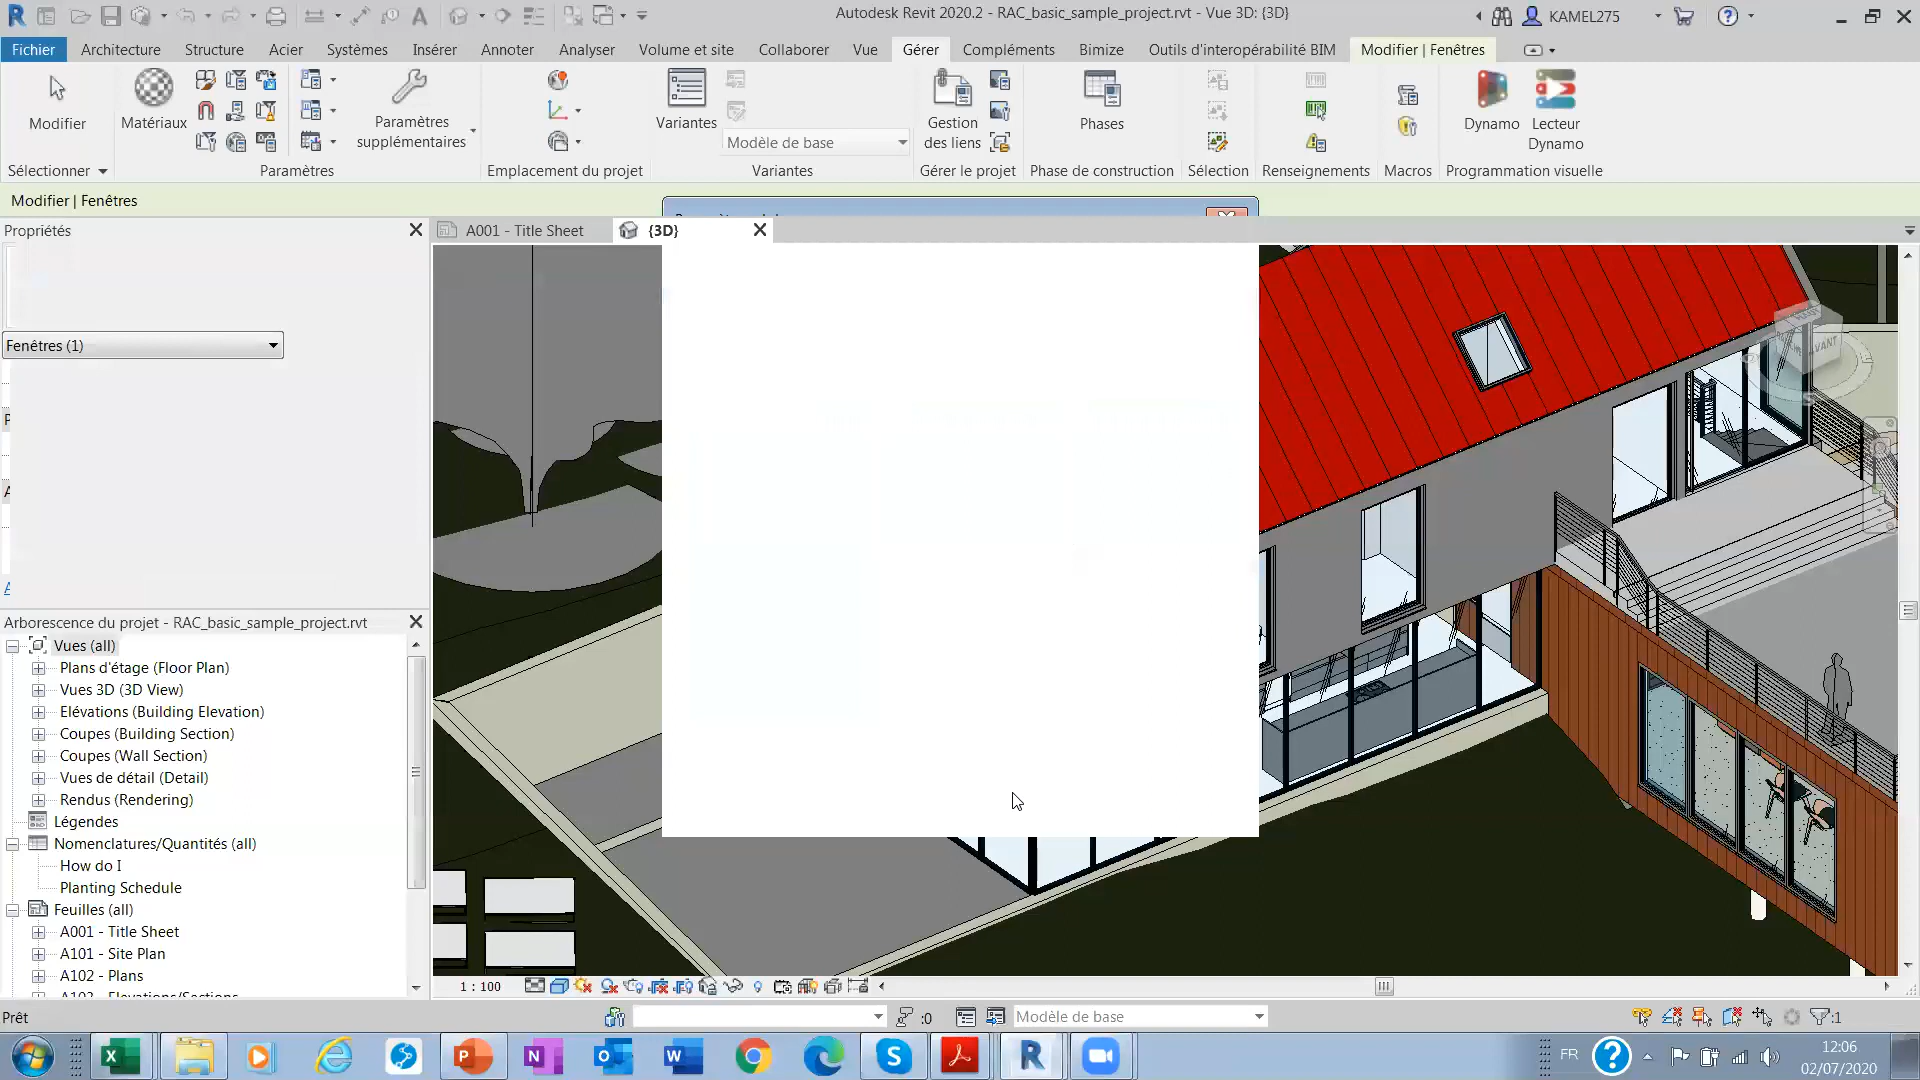 Autodesk Revit 2020.2 - RAC_basic_sample_project.rvt - Vue 3D: {3D}
KAMEL275
Fichier
Architecture
Structure
Acier
Systèmes
Insérer
Annoter
Analyser
Volume et site
Collaborer
Vue
Gérer
Compléments
Bimize
Outils d'interopérabilité BIM
Modifier | Fenêtres
Modifier
Matériaux
Paramètres
supplémentaires
Variantes
Modèle de base
Gestion
des liens
Phases
Dynamo
Lecteur
Dynamo
Sélectionner
Paramètres
Emplacement du projet
Variantes
Gérer le projet
Phase de construction
Sélection
Renseignements
Macros
Programmation visuelle
Modifier | Fenêtres
Propriétés
A001 - Title Sheet
{3D}
Fenêtres (1)
AVANT
Arborescence du projet - RAC_basic_sample_project.rvt
Vues (all)
Plans d'étage (Floor Plan)
Vues 3D (3D View)
Elévations (Building Elevation)
Coupes (Building Section)
Coupes (Wall Section)
Vues de détail (Detail)
Rendus (Rendering)
Légendes
Nomenclatures/Quantités (all)
How do I
Planting Schedule
Feuilles (all)
A001 - Title Sheet
A101 - Site Plan
A102 - Plans
1 : 100
Prêt
:0
Modèle de base
:1
FR
12:06
02/07/2020